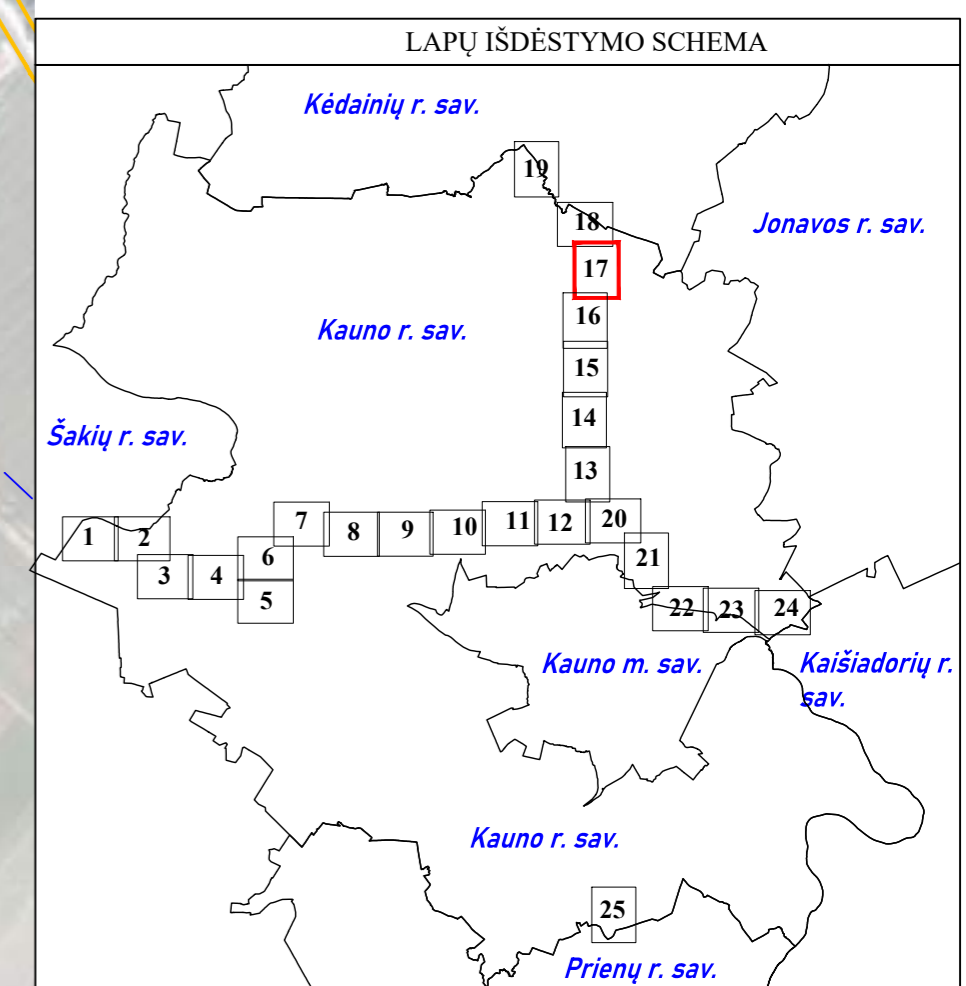 LAPŲ IŠDĖSTYMO SCHEMA
Kėdainių r. sav.
19
18
Jonavos r. sav.
17
16
Kauno r. sav.
15
14
Šakių r. sav.
13
1
2
3
4
5
6
7
8
9
10
11
12
20
21
22
23
24
Kauno m. sav.
Kaišiadorių r.
sav.
Kauno r. sav.
25
Prienų r. sav.